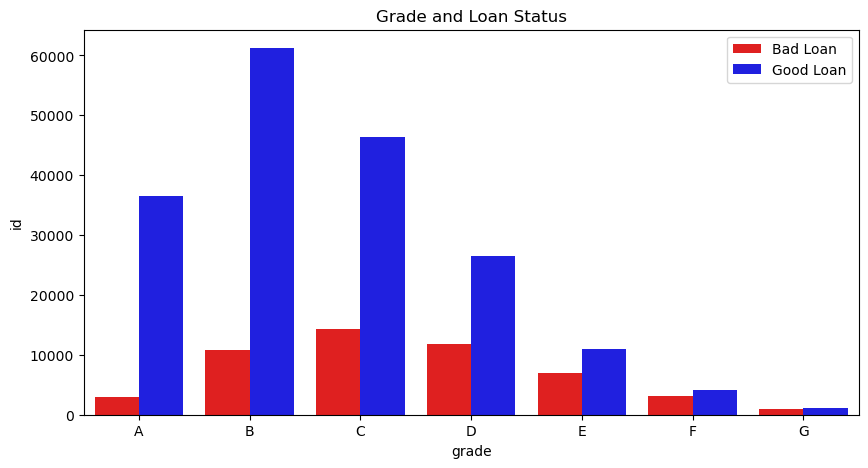 Grade and Loan Status
Bad Loan
Good Loan
60000
50000
40000
30000
20000
10000
0
id
A B C D E F G
grade